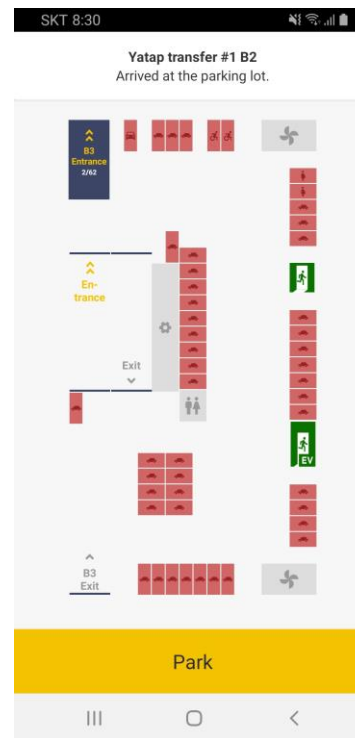 SKT 8:30
Yatap transfer #1 B2
Arrived at the parking lot.
B3
Entrance
2/62
En-
trance
Exit
EV
B3
Exit
Park